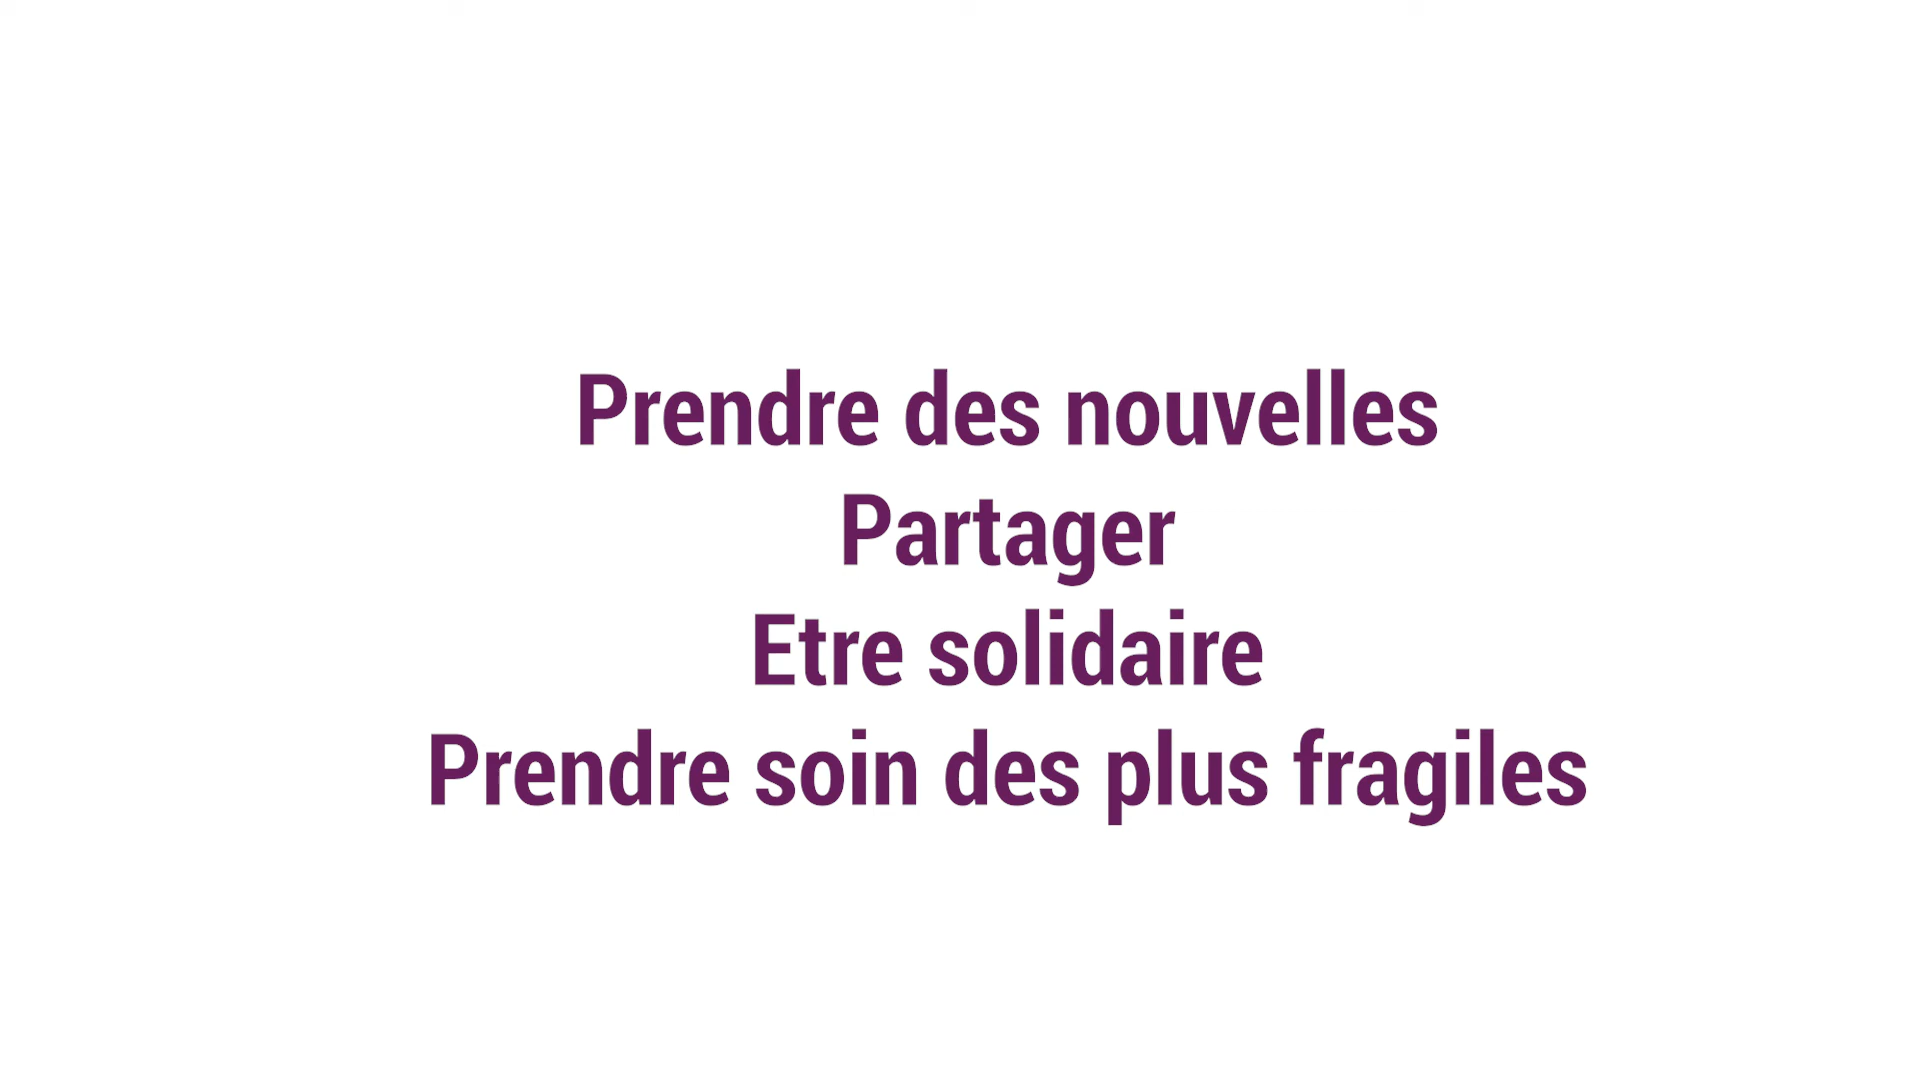 Prendre des nouvelles
Partager
Etre solidaire
Prendre soin des plus fragiles